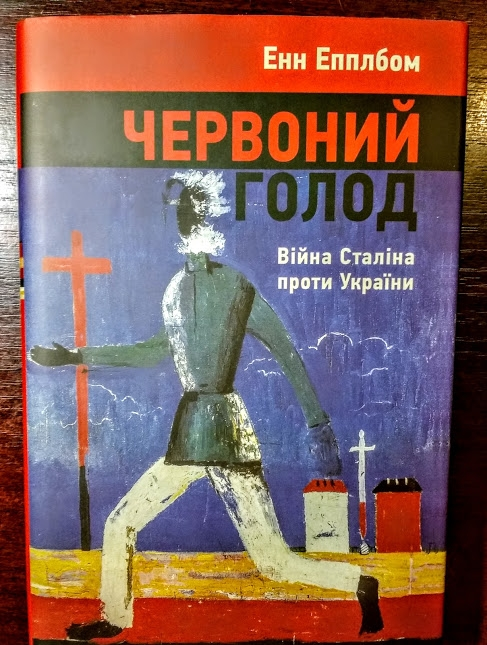 Енн Епплбом
ЧЕРВОНИЙ
ГОЛОД
Війна Сталіна
проти України